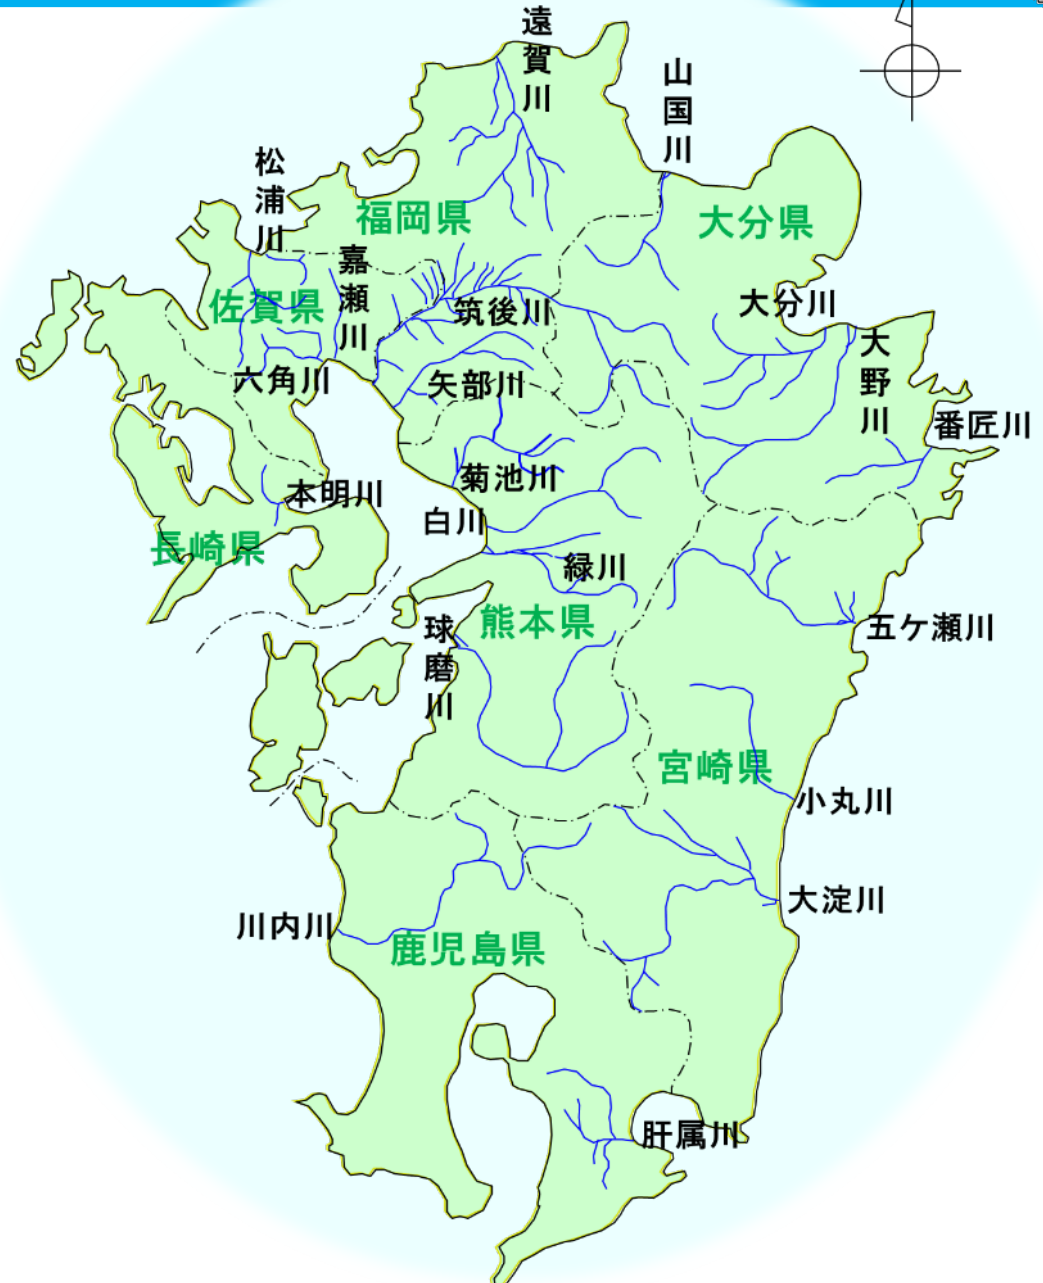 遠賀川
山国川
松浦川
福岡県
大分県
嘉瀬川
佐賀県
筑後川
大分川
大野川
六角川
矢部川
番匠川
菊池川
本明川
白川
長崎県
緑川
熊本県
球磨川
五ケ瀬川
宮崎県
小丸川
大淀川
川内川
鹿児島県
肝属川